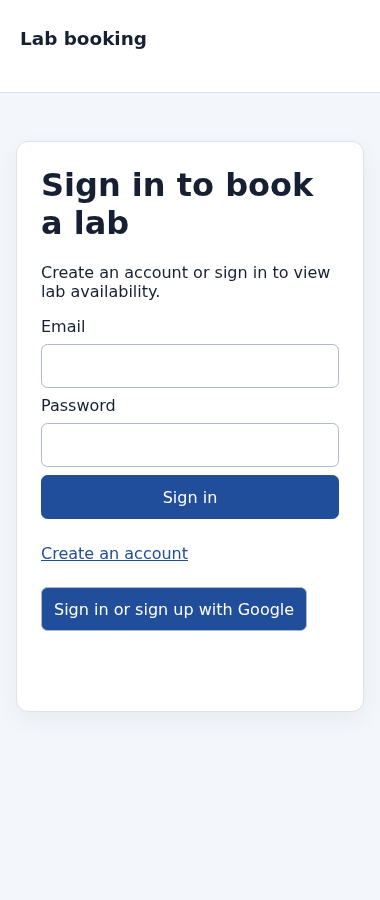 Lab booking
Sign in to book
a lab
Create an account or sign in to view
lab availability.
Email
Password
Sign in
Create an account
Sign in or sign up with Google